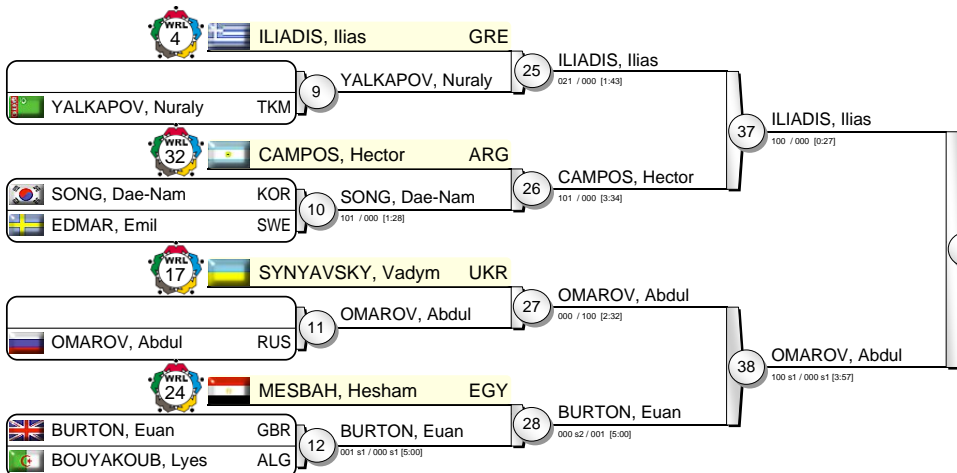 WRL
4 ILIADIS, Ilias GRE
25 ILIADIS, Ilias
021 / 000 [1:43]
9 YALKAPOV, Nuraly
YALKAPOV, Nuraly TKM
37 ILIADIS, Ilias
100 / 000 [0:27]
WRL
32 CAMPOS, Hector ARG
26 CAMPOS, Hector
101 / 000 [3:34]
SONG, Dae-Nam KOR
10 SONG, Dae-Nam
101 / 000 [1:28]
EDMAR, Emil SWE
WRL
17 SYNYAVSKY, Vadym UKR
27 OMAROV, Abdul
000 / 100 [2:32]
11 OMAROV, Abdul
OMAROV, Abdul RUS
38 OMAROV, Abdul
100 s1 / 000 s1 [3:57]
WRL
24 MESBAH, Hesham EGY
28 BURTON, Euan
000 s2 / 001 [5:00]
BURTON, Euan GBR
12 BURTON, Euan
001 s1 / 000 s1 [5:00]
BOUYAKOUB, Lyes ALG